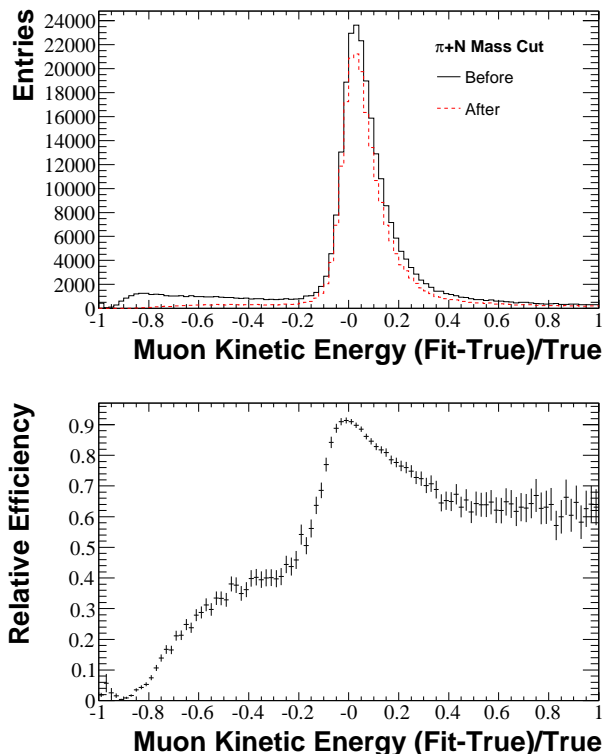 Entries
24000
22000
20000
18000
16000
14000
12000
10000
8000
6000
4000
2000
0
π+N Mass Cut
Before
After
-1 -0.8 -0.6 -0.4 -0.2 -0 0.2 0.4 0.6 0.8 1
Muon Kinetic Energy (Fit-True)/True
Relative Efficiency
0.9
0.8
0.7
0.6
0.5
0.4
0.3
0.2
0.1
0
-1 -0.8 -0.6 -0.4 -0.2 -0 0.2 0.4 0.6 0.8 1
Muon Kinetic Energy (Fit-True)/True